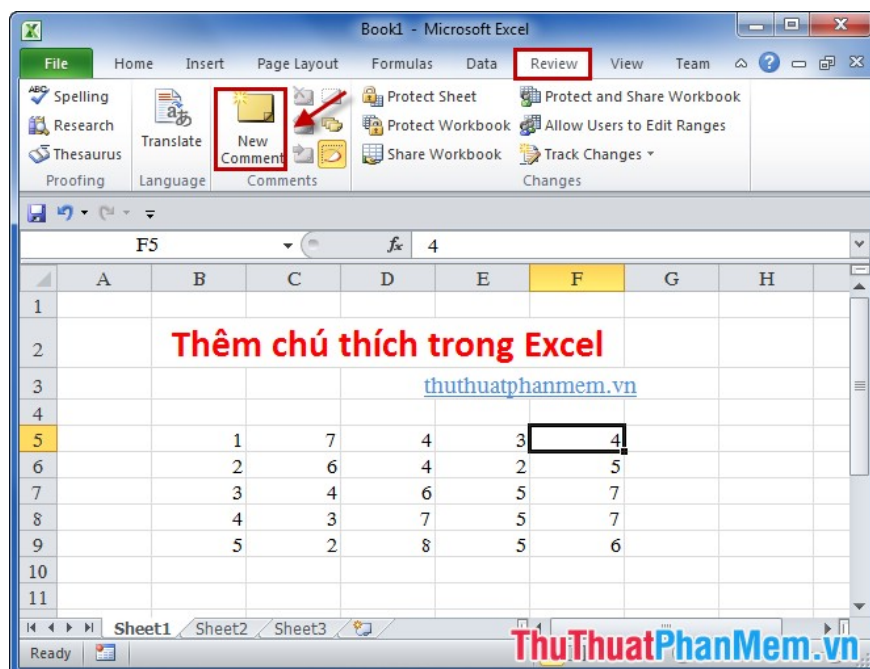 Book1 - Microsoft Excel
File Home Insert Page Layout Formulas Data Review View Team
ABC Spelling
Research
Thesaurus
Proofing
Translate
Language
New
Comment
Comments
Protect Sheet
Protect Workbook
Share Workbook
Protect and Share Workbook
Allow Users to Edit Ranges
Track Changes
Changes
F5 fx 4
A B C D E F G H
1
2 Thêm chú thích trong Excel
3 thuthuatphanmem.vn
4
5 1 7 4 3 4
6 2 6 4 2 5
7 3 4 6 5 7
8 4 3 7 5 7
9 5 2 8 5 6
10
11
Sheet1 Sheet2 Sheet3
Ready
ThuThuatPhanMem.vn